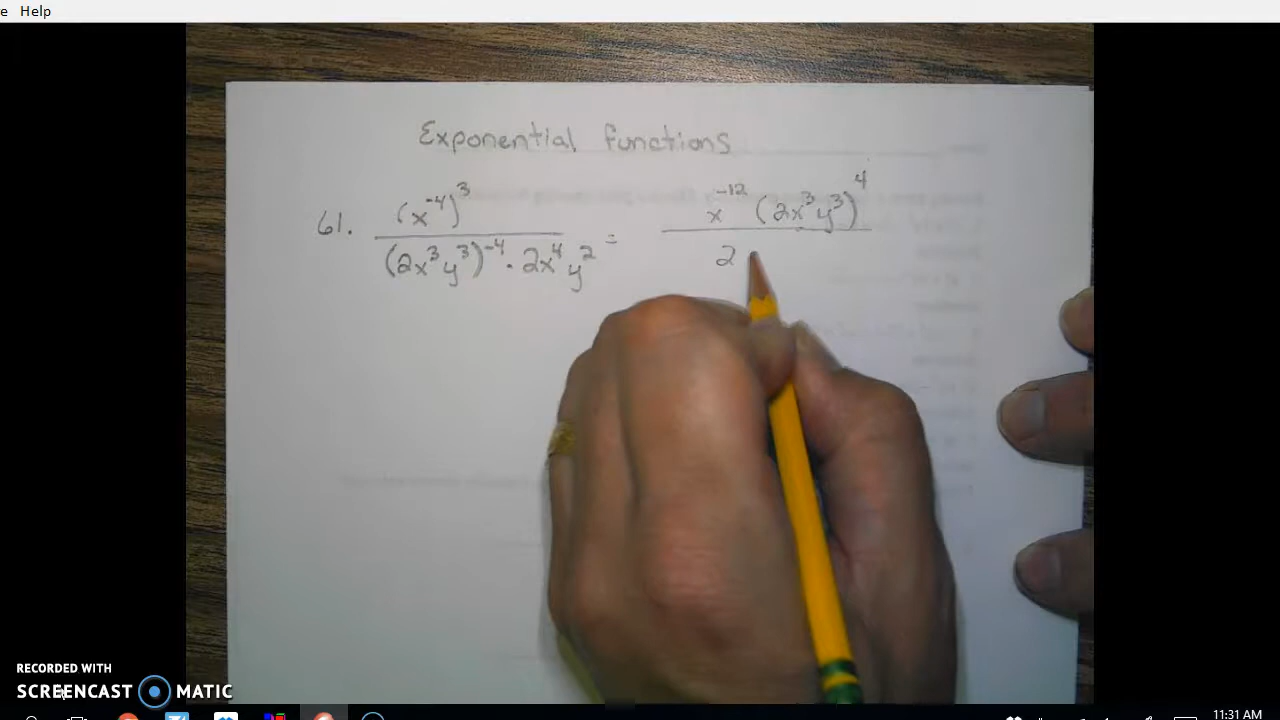 e Help
Exponential functions
61. (x^-4)^3 / (2x^3y^3)^-4 · 2x^4y^2 = x^-12 (2x^3y^3)^4 / 2
RECORDED WITH
SCREENCAST MATIC
11:31 AM